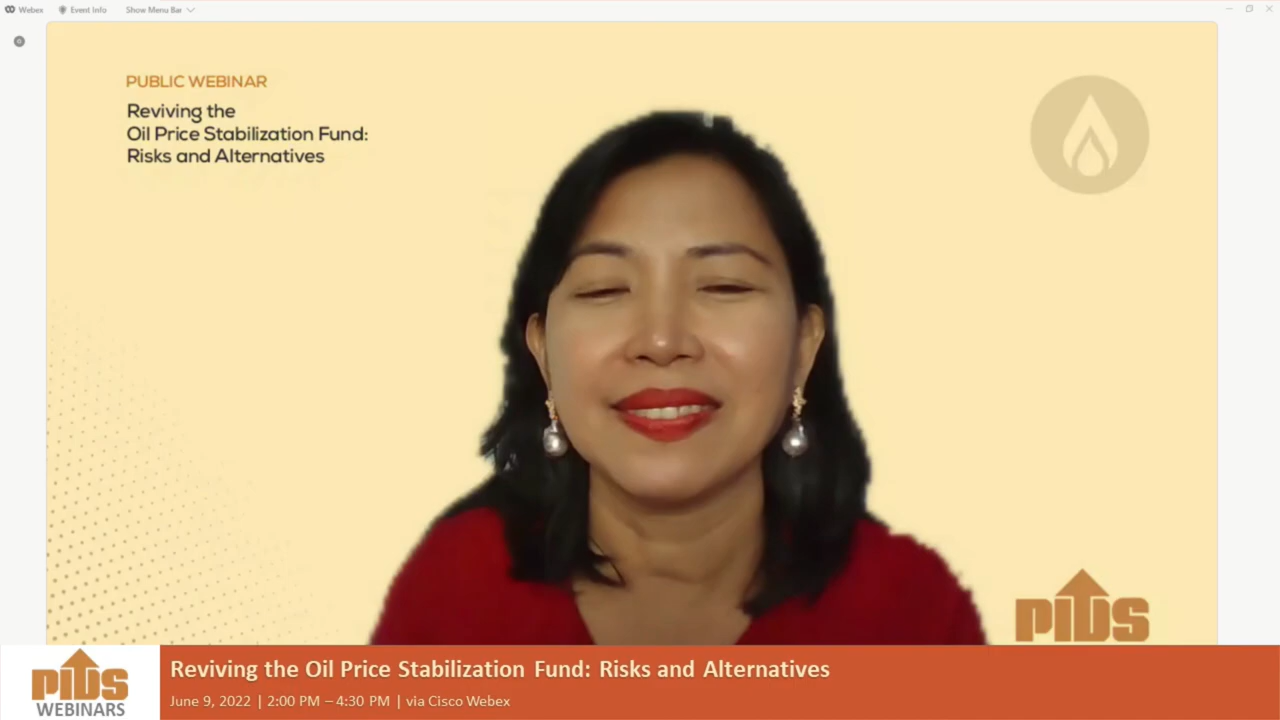 Webex
Event Info
Show Menu Bar
PUBLIC WEBINAR
Reviving the
Oil Price Stabilization Fund:
Risks and Alternatives
PIDS
PIDS
WEBINARS
Reviving the Oil Price Stabilization Fund: Risks and Alternatives
June 9, 2022 | 2:00 PM – 4:30 PM | via Cisco Webex